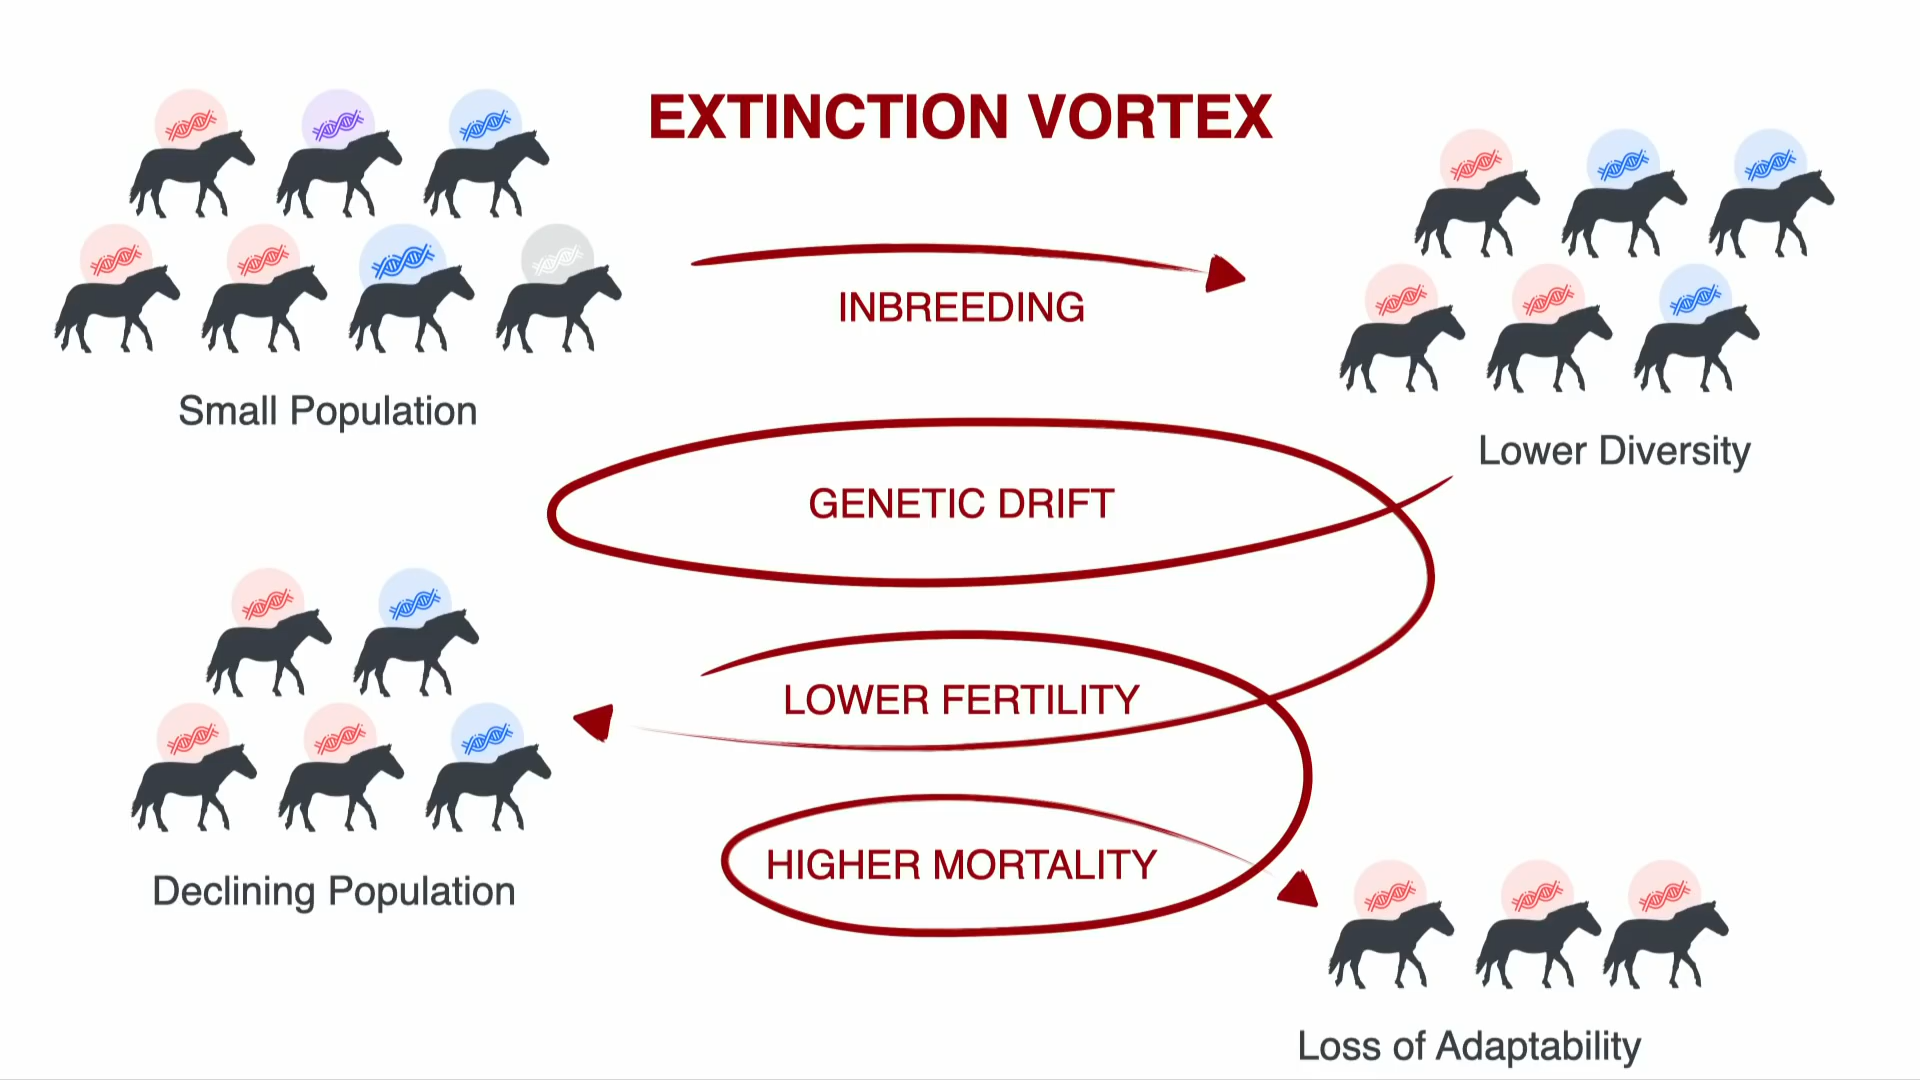 EXTINCTION VORTEX
INBREEDING
Small Population
Lower Diversity
GENETIC DRIFT
LOWER FERTILITY
HIGHER MORTALITY
Declining Population
Loss of Adaptability